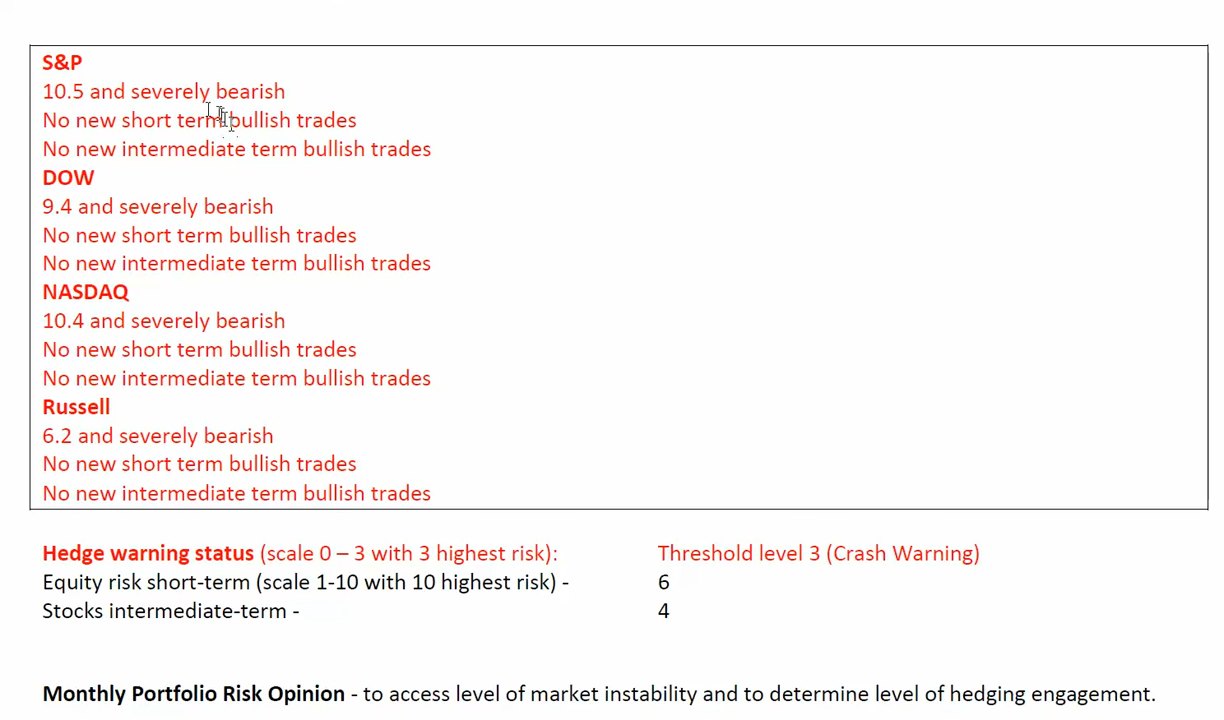 S&P
10.5 and severely bearish
No new short term bullish trades
No new intermediate term bullish trades
DOW
9.4 and severely bearish
No new short term bullish trades
No new intermediate term bullish trades
NASDAQ
10.4 and severely bearish
No new short term bullish trades
No new intermediate term bullish trades
Russell
6.2 and severely bearish
No new short term bullish trades
No new intermediate term bullish trades
Hedge warning status (scale 0 – 3 with 3 highest risk): Threshold level 3 (Crash Warning)
Equity risk short-term (scale 1-10 with 10 highest risk) - 6
Stocks intermediate-term - 4
Monthly Portfolio Risk Opinion - to access level of market instability and to determine level of hedging engagement.